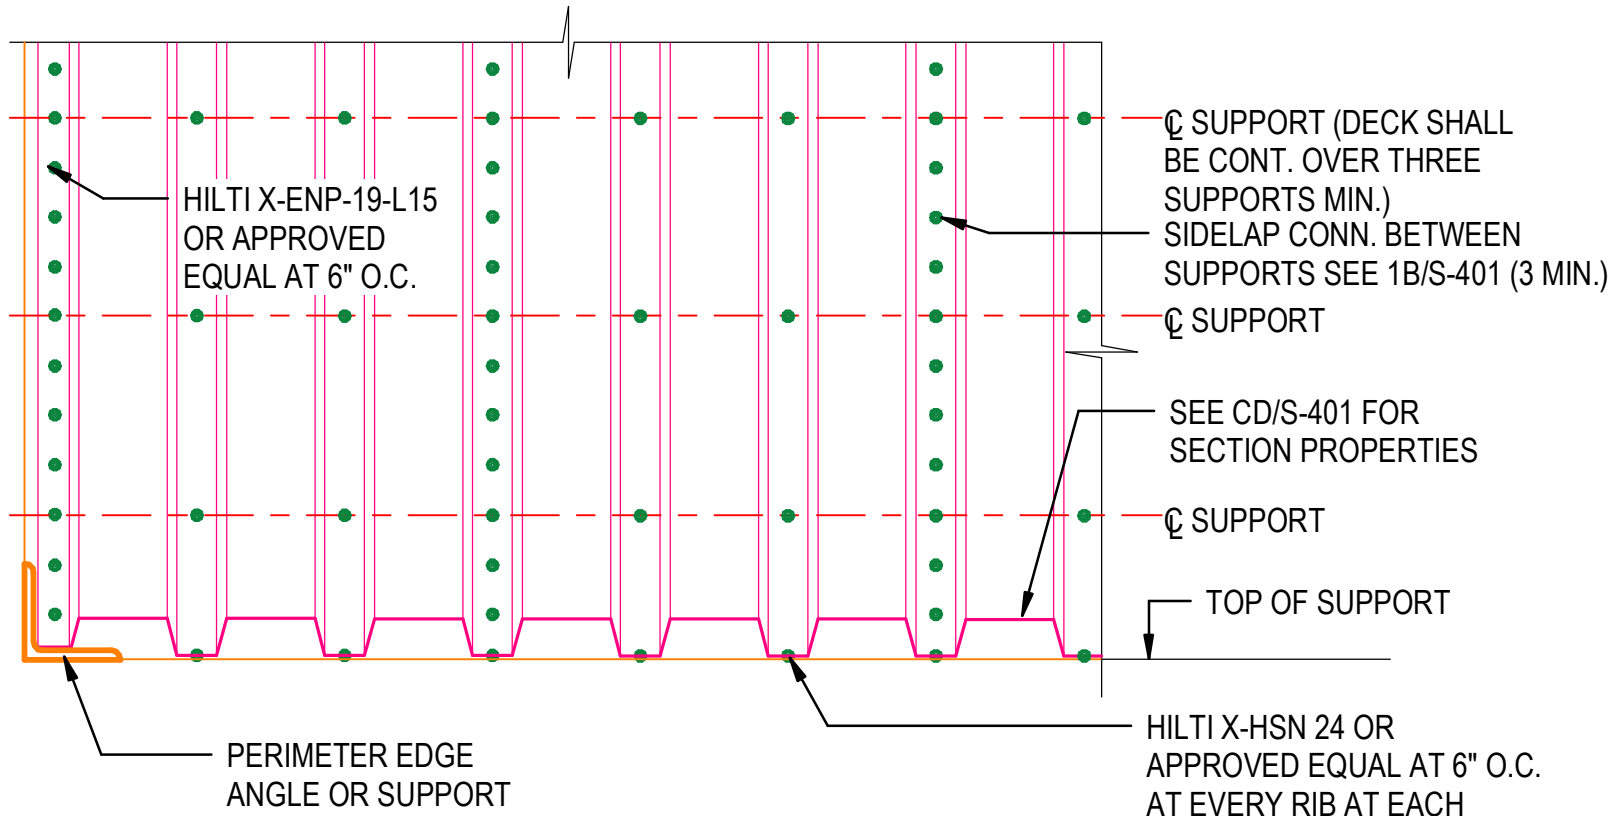 HILTI X-ENP-19-L15
OR APPROVED
EQUAL AT 6" O.C.
℄ SUPPORT (DECK SHALL
BE CONT. OVER THREE
SUPPORTS MIN.)
SIDELAP CONN. BETWEEN
SUPPORTS SEE 1B/S-401 (3 MIN.)
℄ SUPPORT
SEE CD/S-401 FOR
SECTION PROPERTIES
℄ SUPPORT
TOP OF SUPPORT
PERIMETER EDGE
ANGLE OR SUPPORT
HILTI X-HSN 24 OR
APPROVED EQUAL AT 6" O.C.
AT EVERY RIB AT EACH